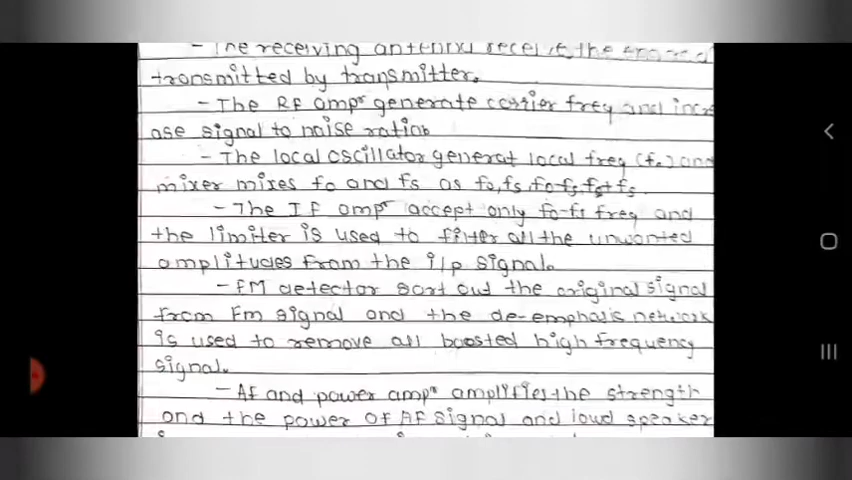 - The receiving antenna receive the
transmitted by transmitter.
- The RF ampr generate carrier freq and incre
ase signal to noise ratio.
- The local oscillator generat local freq (fo) and
mixer mixes fo and fs as fo, fs, fo-fs, fo+fs.
- The IF ampr accept only fo-fs freq and
the limiter is used to filter all the unwanted
amplitudes from the i/p signal.
- FM detector sort out the original signal
from Fm signal and the de-emphasis network
is used to remove all boosted high frequency
signal.
- AF and power ampr amplifies the strength
and the power of AF signal and loud speaker